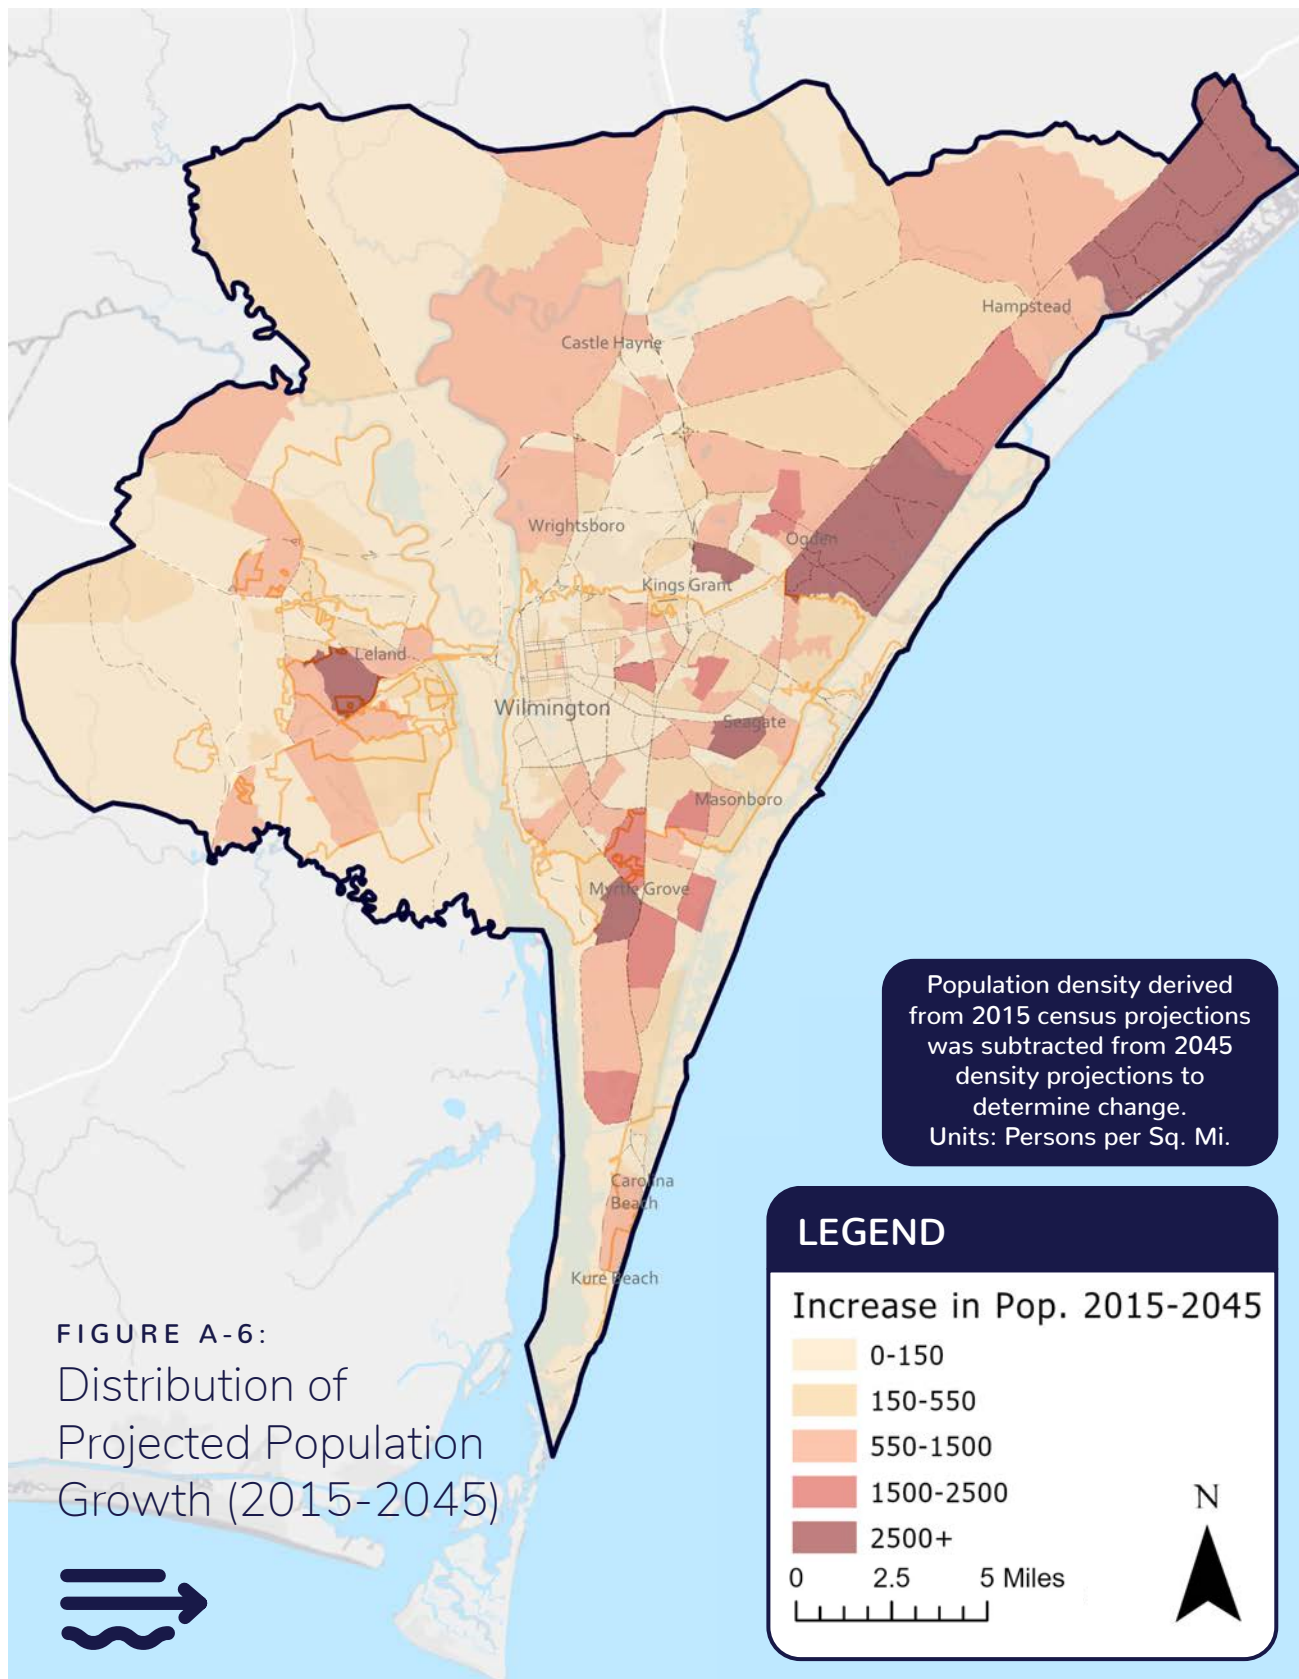 Hampstead
Castle Hayne
Wrightsboro
Ogden
Kings Grant
Leland
Wilmington
Seagate
Masonboro
Myrtle Grove
Carolina
Beach
Kure Beach
Population density derived
from 2015 census projections
was subtracted from 2045
density projections to
determine change.
Units: Persons per Sq. Mi.
LEGEND
Increase in Pop. 2015-2045
0-150
150-550
550-1500
1500-2500
2500+
0 2.5 5 Miles
N
FIGURE A-6:
Distribution of
Projected Population
Growth (2015-2045)